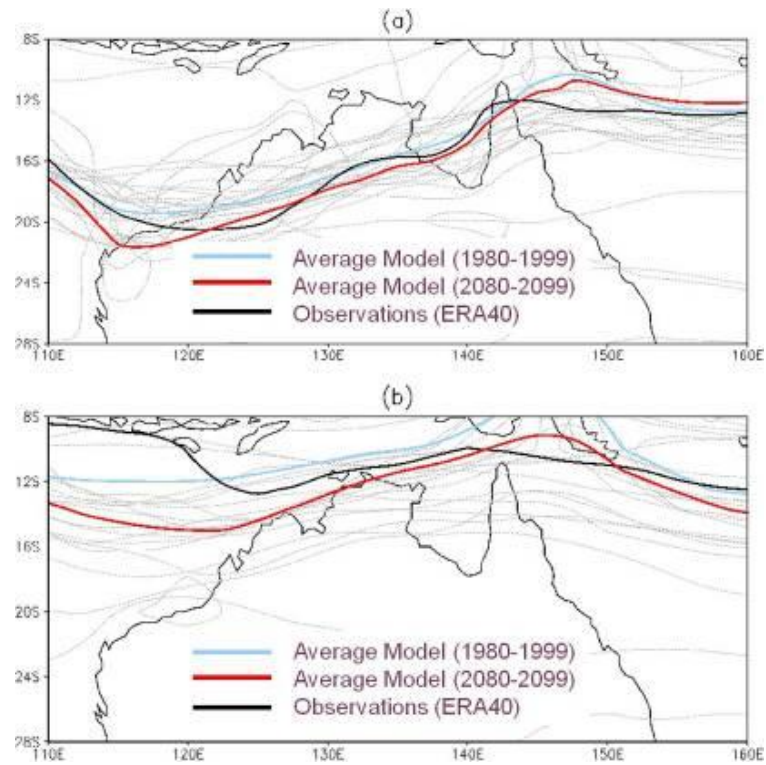 (a)
8S
12S
16S
20S
24S
28S
Average Model (1980-1999)
Average Model (2080-2099)
Observations (ERA40)
110E 120E 130E 140E 150E 160E
(b)
8S
12S
16S
20S
24S
28S
Average Model (1980-1999)
Average Model (2080-2099)
Observations (ERA40)
110E 120E 130E 140E 150E 160E